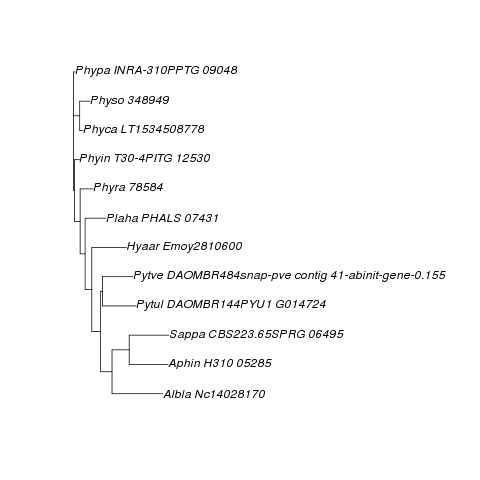 Phypa INRA-310PPTG 09048
Physo 348949
Phyca LT1534508778
Phyin T30-4PITG 12530
Phyra 78584
Plaha PHALS 07431
Hyaar Emoy2810600
Pytve DAOMBR484snap-pve contig 41-abinit-gene-0.155
Pytul DAOMBR144PYU1 G014724
Sappa CBS223.65SPRG 06495
Aphin H310 05285
Albla Nc14028170